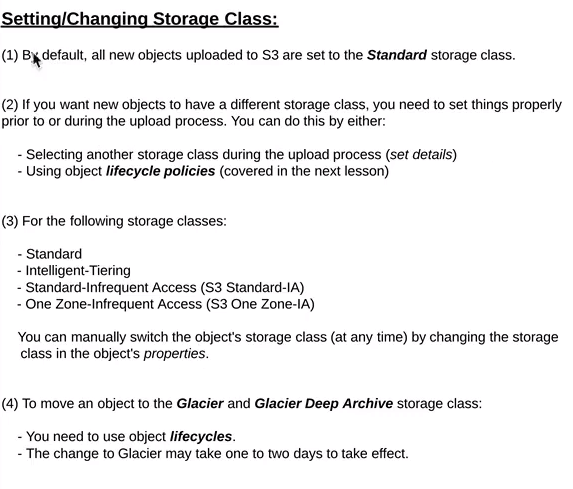 Setting/Changing Storage Class:
(1) By default, all new objects uploaded to S3 are set to the Standard storage class.
(2) If you want new objects to have a different storage class, you need to set things properly
prior to or during the upload process. You can do this by either:
- Selecting another storage class during the upload process (set details)
- Using object lifecycle policies (covered in the next lesson)
(3) For the following storage classes:
- Standard
- Intelligent-Tiering
- Standard-Infrequent Access (S3 Standard-IA)
- One Zone-Infrequent Access (S3 One Zone-IA)
You can manually switch the object's storage class (at any time) by changing the storage
class in the object's properties.
(4) To move an object to the Glacier and Glacier Deep Archive storage class:
- You need to use object lifecycles.
- The change to Glacier may take one to two days to take effect.